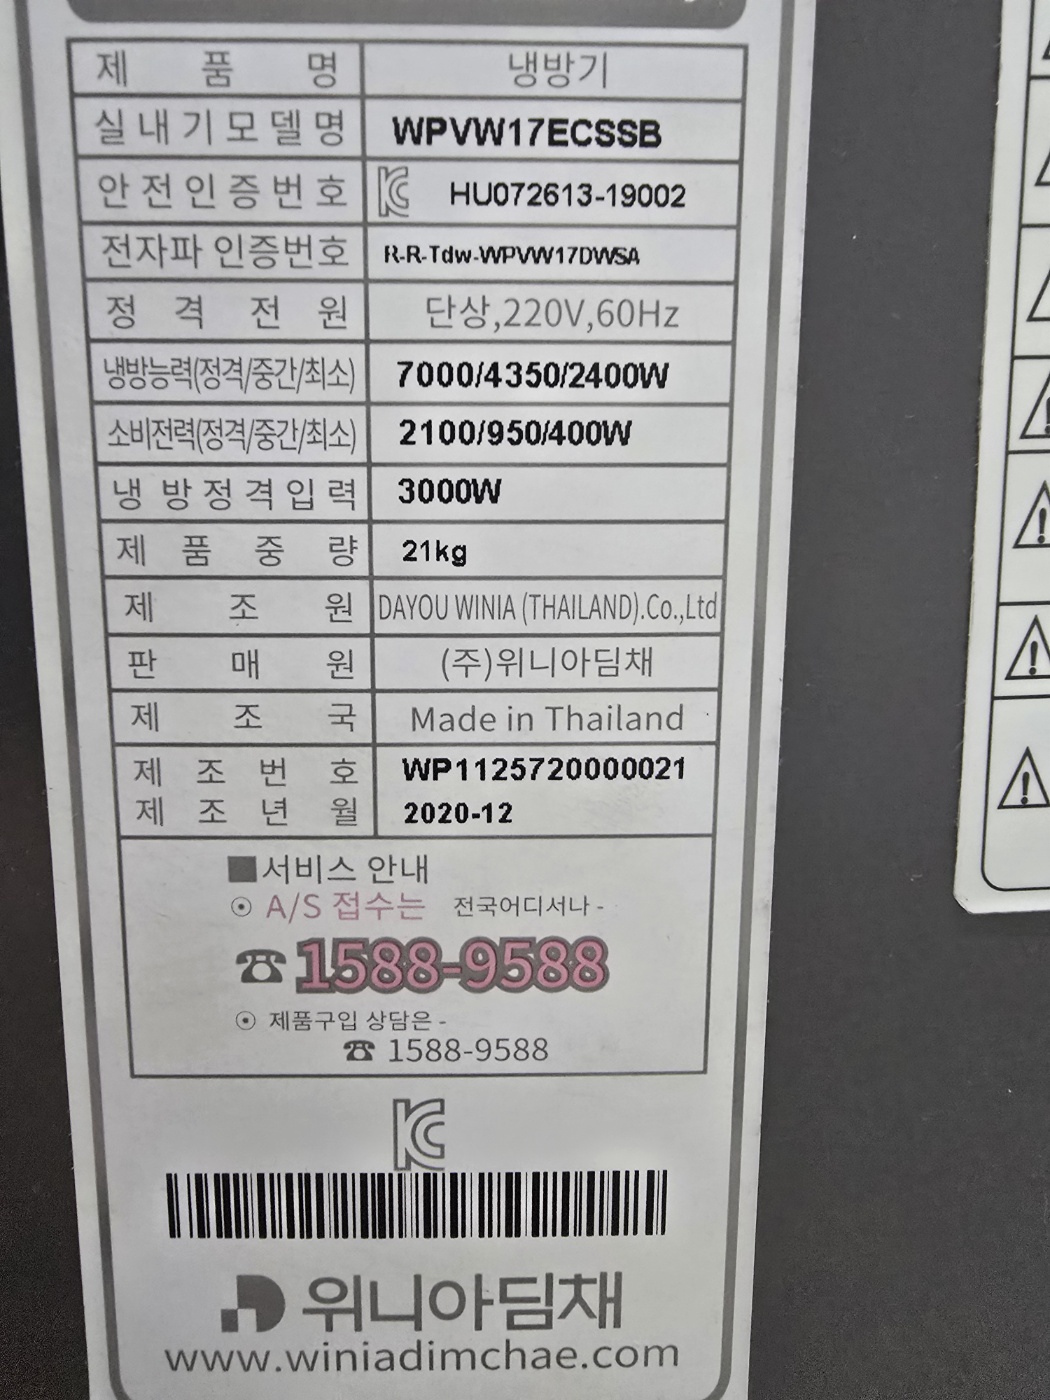 제 품 명 냉방기
실내기모델명 WPVW17ECSSB
안전인증번호 HU072613-19002
전자파 인증번호 R-R-Tdw-WPVW17DWSA
정 격 전 원 단상,220V,60Hz
냉방능력(정격/중간/최소) 7000/4350/2400W
소비전력(정격/중간/최소) 2100/950/400W
냉 방 정 격 입 력 3000W
제 품 중 량 21kg
제 조 원 DAYOU WINIA (THAILAND).Co.,Ltd
판 매 원 (주)위니아딤채
제 조 국 Made in Thailand
제 조 번 호 WP1125720000021
제 조 년 월 2020-12
■서비스 안내
⊙ A/S 접수는 전국어디서나 -
☎1588-9588
⊙ 제품구입 상담은 -
☎ 1588-9588
위니아딤채
www.winiadimchae.com